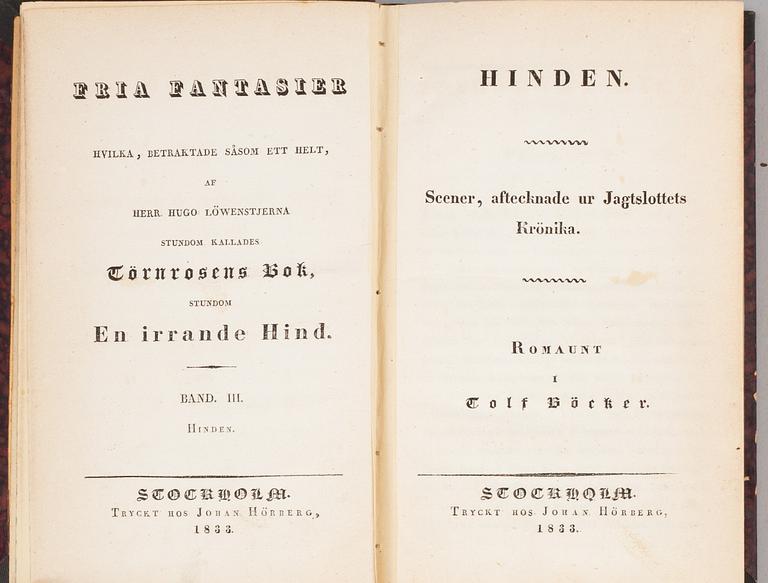 FRIA FANTASIER
HVILKA, BETRAKTADE SÅSOM ETT HELT,
AF
HERR HUGO LÖWENSTJERNA
STUNDOM KALLADES
Törnrosens Bok,
STUNDOM
En irrande Hind.
BAND. III.
HINDEN.
STOCKHOLM.
TRYCKT HOS JOHAN HÖRBERG,
1833.
HINDEN.
Scener, aftecknade ur Jagtslottets
Krönika.
ROMAUNT
I
Tolf Böcker.
STOCKHOLM.
TRYCKT HOS JOHAN HÖRBERG,
1833.